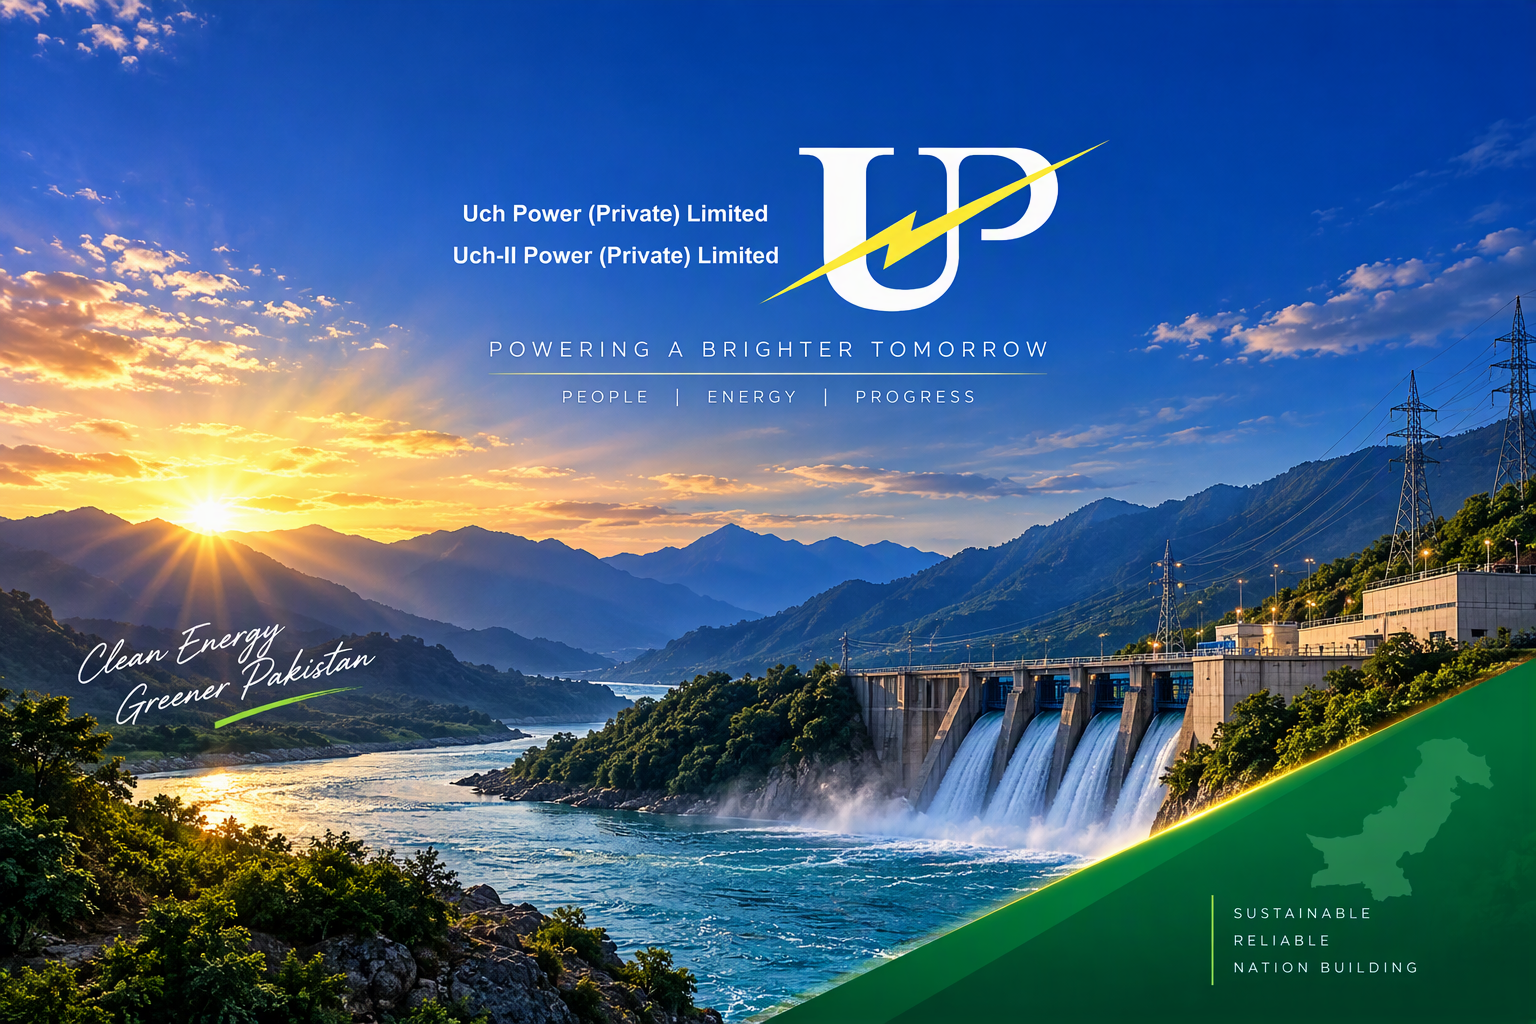 Uch Power (Private) Limited
Uch-II Power (Private) Limited
UP
POWERING A BRIGHTER TOMORROW
PEOPLE | ENERGY | PROGRESS
Clean Energy
Greener Pakistan
SUSTAINABLE
RELIABLE
NATION BUILDING